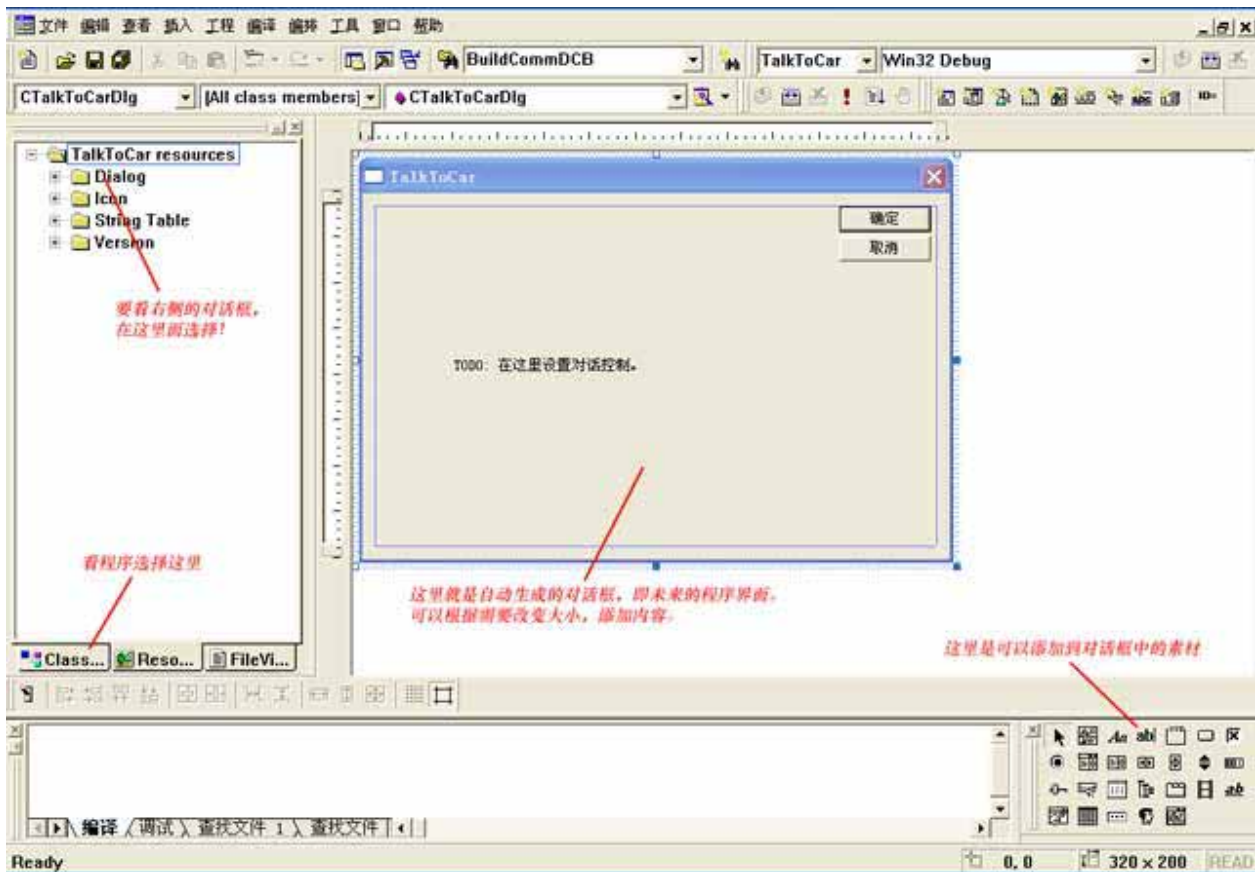 文件 编辑 查看 插入 工程 编译 编排 工具 窗口 帮助
BuildCommDCB TalkToCar Win32 Debug
CTalkToCarDlg [All class members] CTalkToCarDlg
TalkToCar resources
Dialog
Icon
String Table
Version
要看右侧的对话框，
在这里面选择！
看程序选择这里
Class... Reso... FileVi...
TalkToCar
确定
取消
TODO: 在这里设置对话控制。
这里就是自动生成的对话框，即未来的程序界面。
可以根据需要改变大小，添加内容。
这里是可以添加到对话框中的素材
Aa ab|
ab
编译 调试 查找文件 1 查找文件
Ready 0, 0 320 x 200 READ